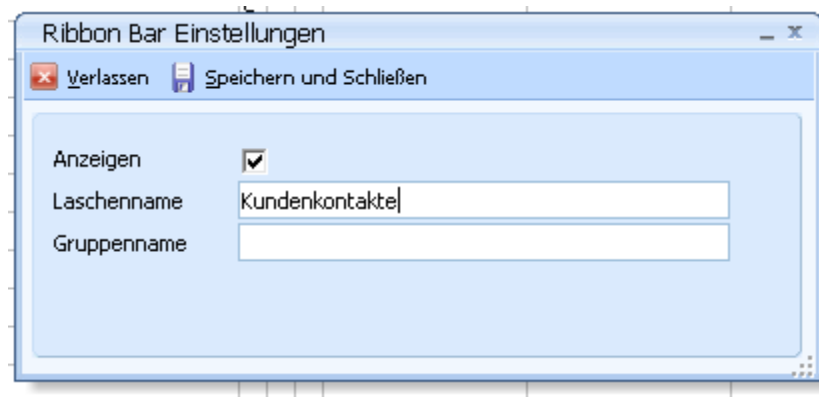 Ribbon Bar Einstellungen
Verlassen Speichern und Schließen
Anzeigen
Laschenname Kundenkontakte
Gruppenname